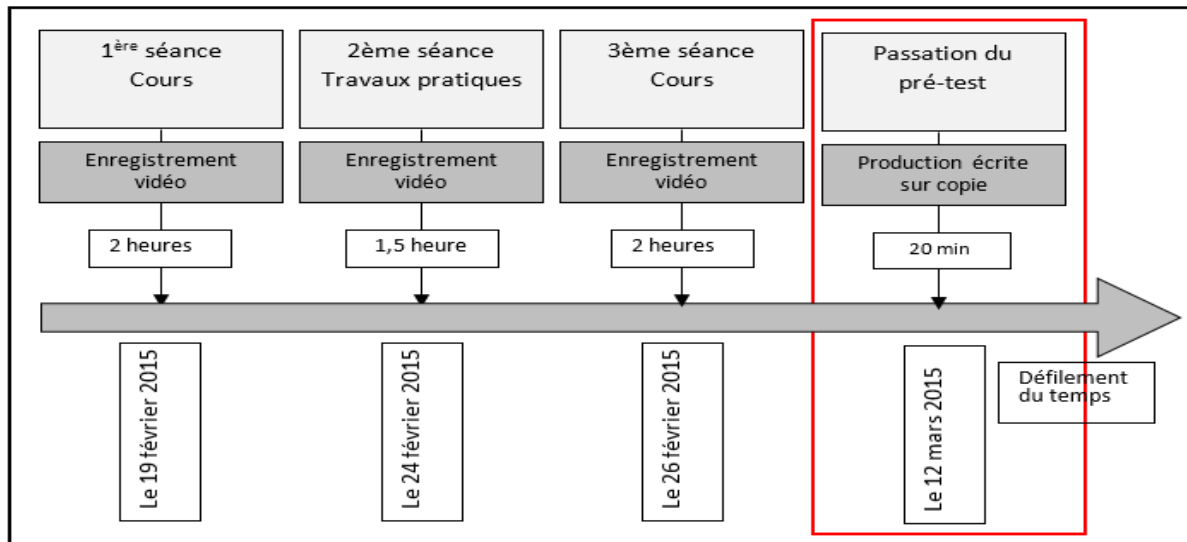 1ère séance
Cours
2ème séance
Travaux pratiques
3ème séance
Cours
Passation du
pré-test
Enregistrement
vidéo
Enregistrement
vidéo
Enregistrement
vidéo
Production écrite
sur copie
2 heures
1,5 heure
2 heures
20 min
Le 19 février 2015
Le 24 février 2015
Le 26 février 2015
Le 12 mars 2015
Défilement
du temps